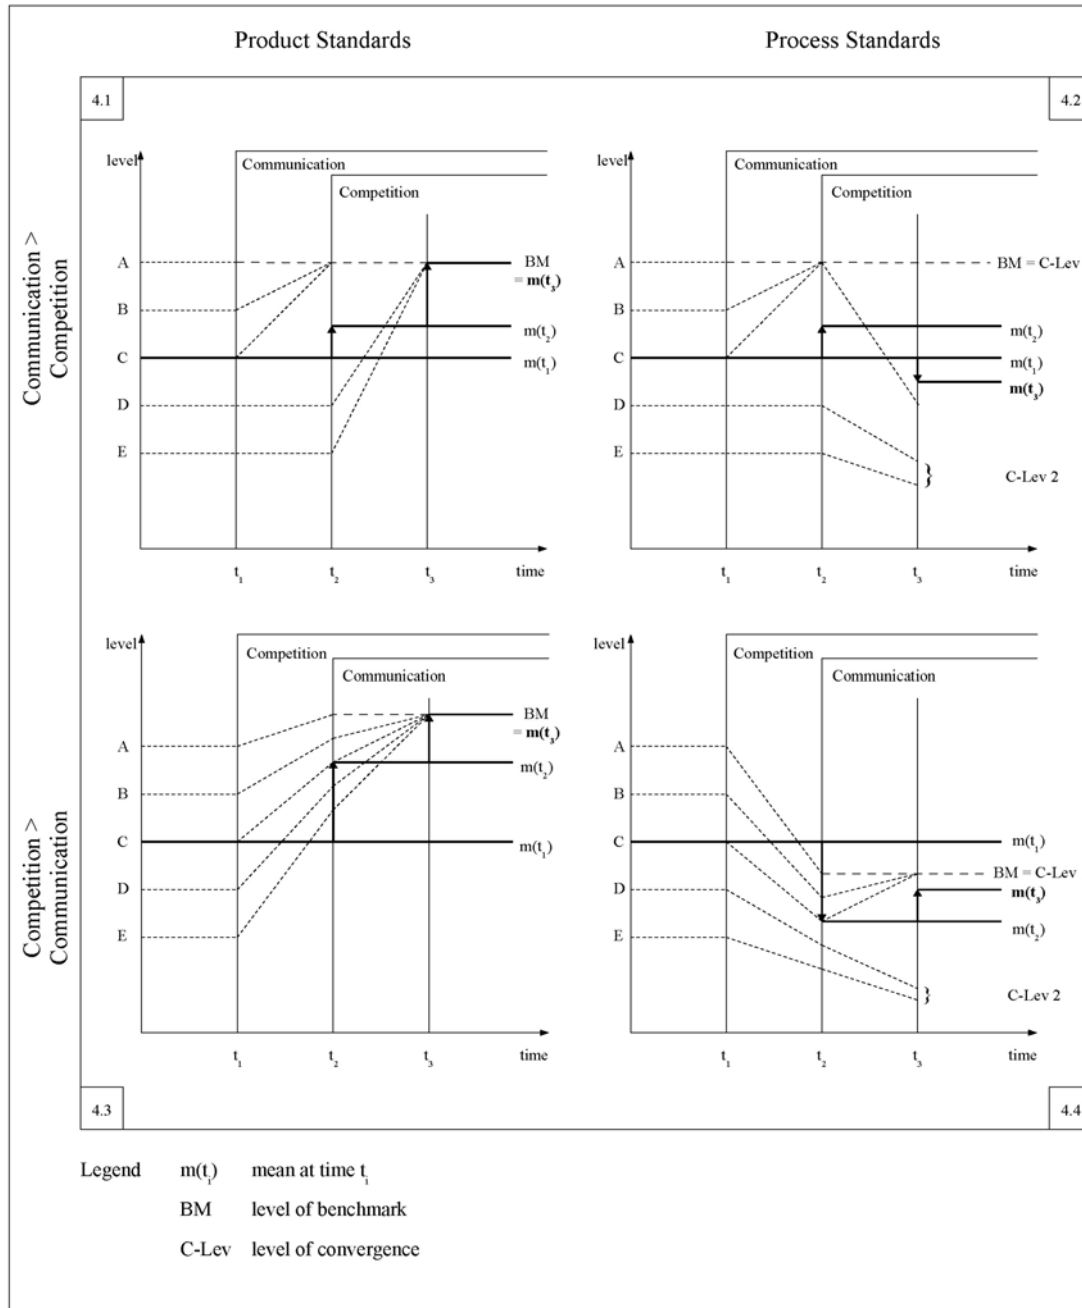 Product Standards
Process Standards
Communication >
Competition
4.1
level
Communication
Competition
A
B
C
D
E
BM
= m(t3)
m(t2)
m(t1)
t1
t2
t3
time
4.2
level
Communication
Competition
A
B
C
D
E
BM = C-Lev
m(t2)
m(t1)
m(t3)
C-Lev 2
t1
t2
t3
time
Competition >
Communication
4.3
level
Competition
Communication
A
B
C
D
E
BM
= m(t3)
m(t2)
m(t1)
t1
t2
t3
time
4.4
level
Competition
Communication
A
B
C
D
E
m(t1)
BM = C-Lev
m(t3)
m(t2)
C-Lev 2
t1
t2
t3
time
Legend
m(ti) mean at time ti
BM level of benchmark
C-Lev level of convergence